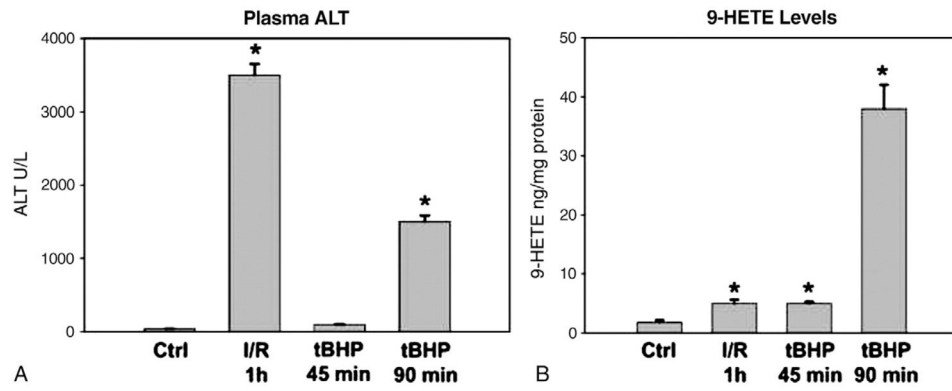 Plasma ALT
4000
3000
2000
1000
0
ALT U/L
*
*
Ctrl I/R tBHP tBHP
1h 45 min 90 min
A
9-HETE Levels
50
40
30
20
10
0
9-HETE ng/mg protein
*
*
*
Ctrl I/R tBHP tBHP
1h 45 min 90 min
B